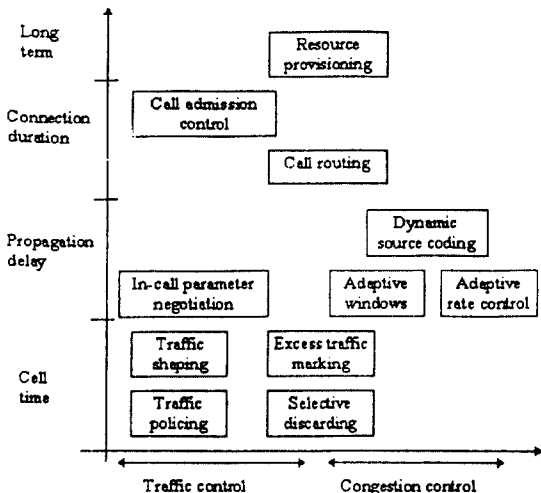 Long
term
Resource
provisioning
Connection
duration
Call admission
control
Call routing
Propagation
delay
Dynamic
source coding
In-call parameter
negotiation
Adaptive
windows
Adaptive
rate control
Cell
time
Traffic
shaping
Excess traffic
marking
Traffic
policing
Selective
discarding
Traffic control
Congestion control